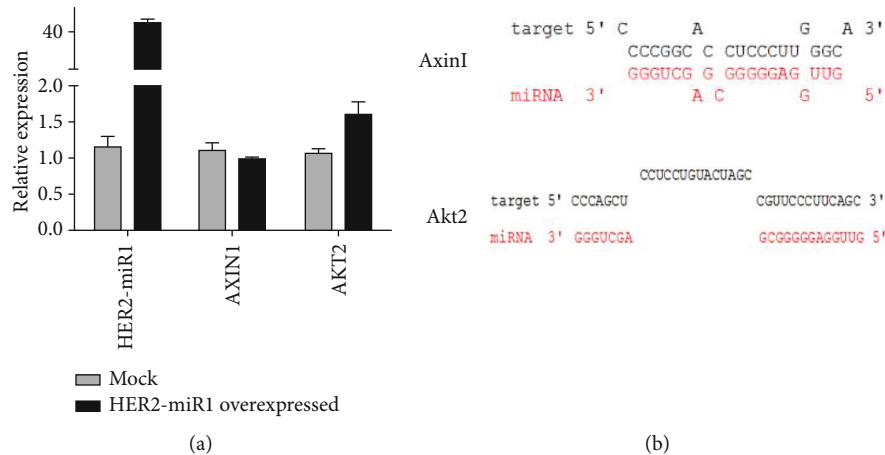 Relative expression
40
2.0
1.5
1.0
0.5
0.0
HER2-miR1
AXIN1
AKT2
Mock
HER2-miR1 overexpressed
(a)
AxinI
target 5' C A G A 3'
CCCGGC C CUCCCUU GGC
GGGUCG G GGGGGAG UUG
miRNA 3' A C G 5'
Akt2
CCUCCUGUACUAGC
target 5' CCCAGCU CGUUCCCUUCAGC 3'
miRNA 3' GGGUCGA GCGGGGGAGGUUG 5'
(b)